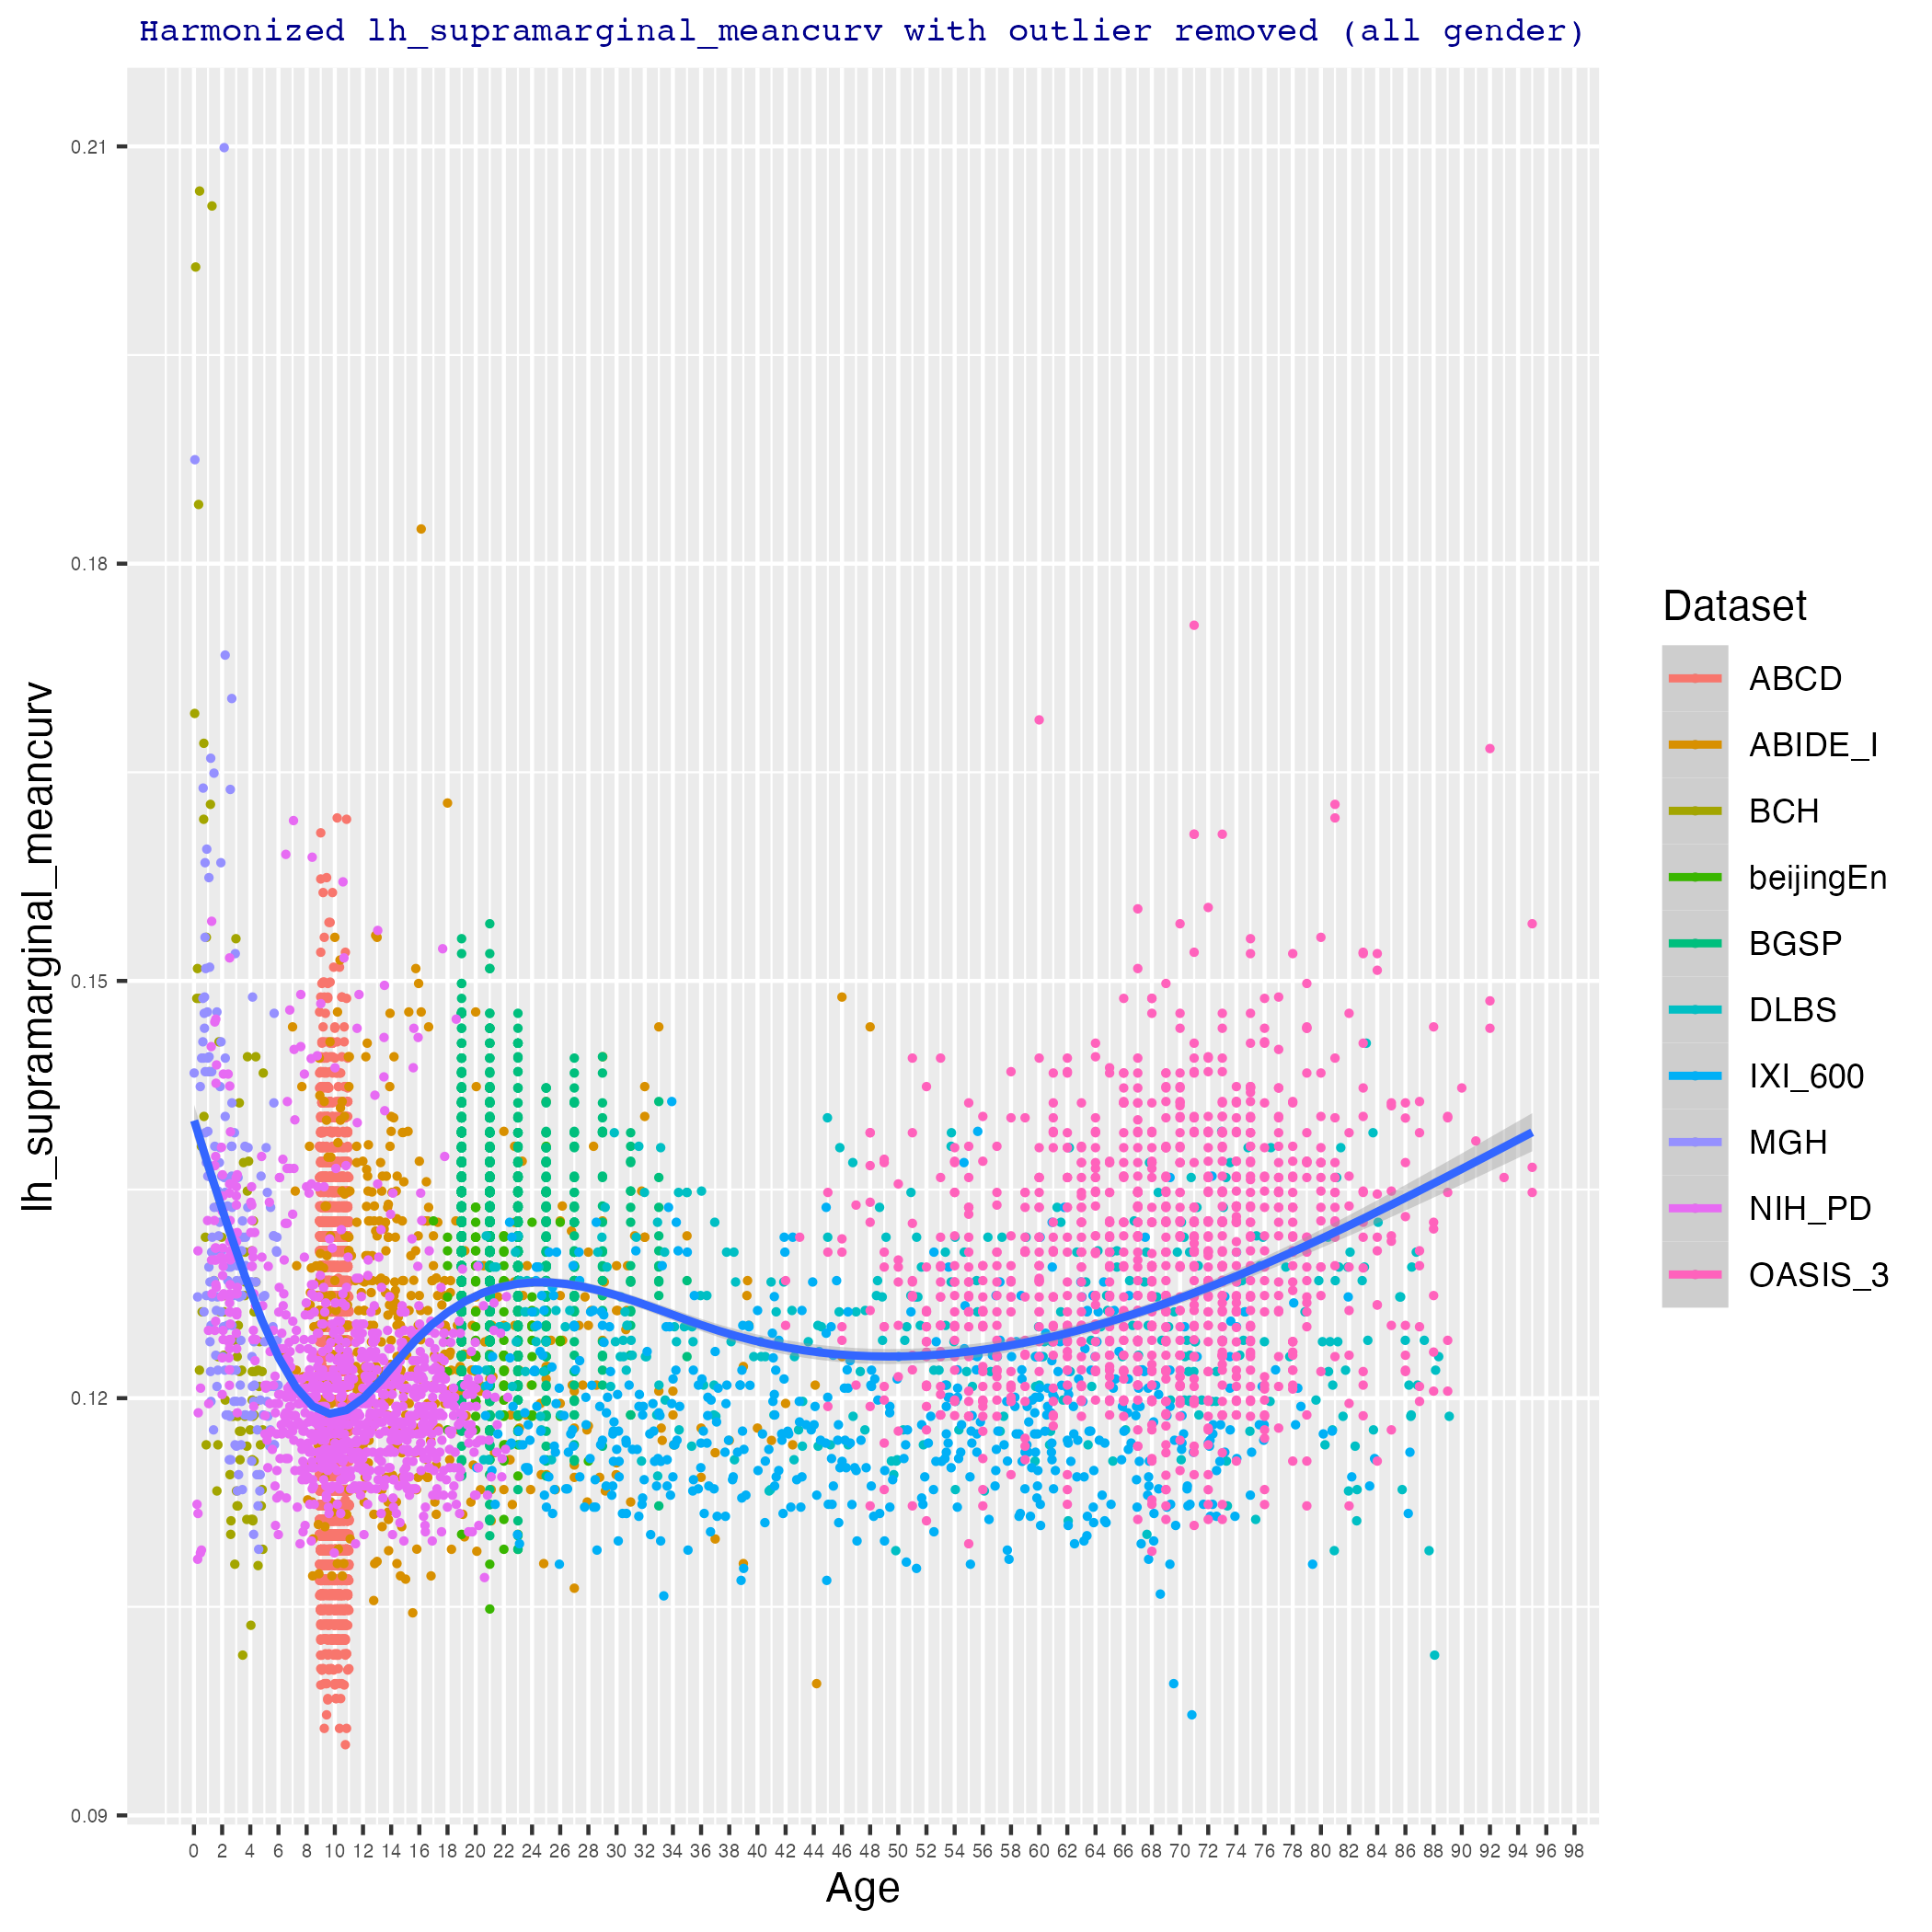 Harmonized lh_supramarginal_meancurv with outlier removed (all gender)
lh_supramarginal_meancurv
0.21
0.18
0.15
0.12
0.09
0 2 4 6 8 10 12 14 16 18 20 22 24 26 28 30 32 34 36 38 40 42 44 46 48 50 52 54 56 58 60 62 64 66 68 70 72 74 76 78 80 82 84 86 88 90 92 94 96 98
Age
Dataset
ABCD
ABIDE_I
BCH
beijingEn
BGSP
DLBS
IXI_600
MGH
NIH_PD
OASIS_3